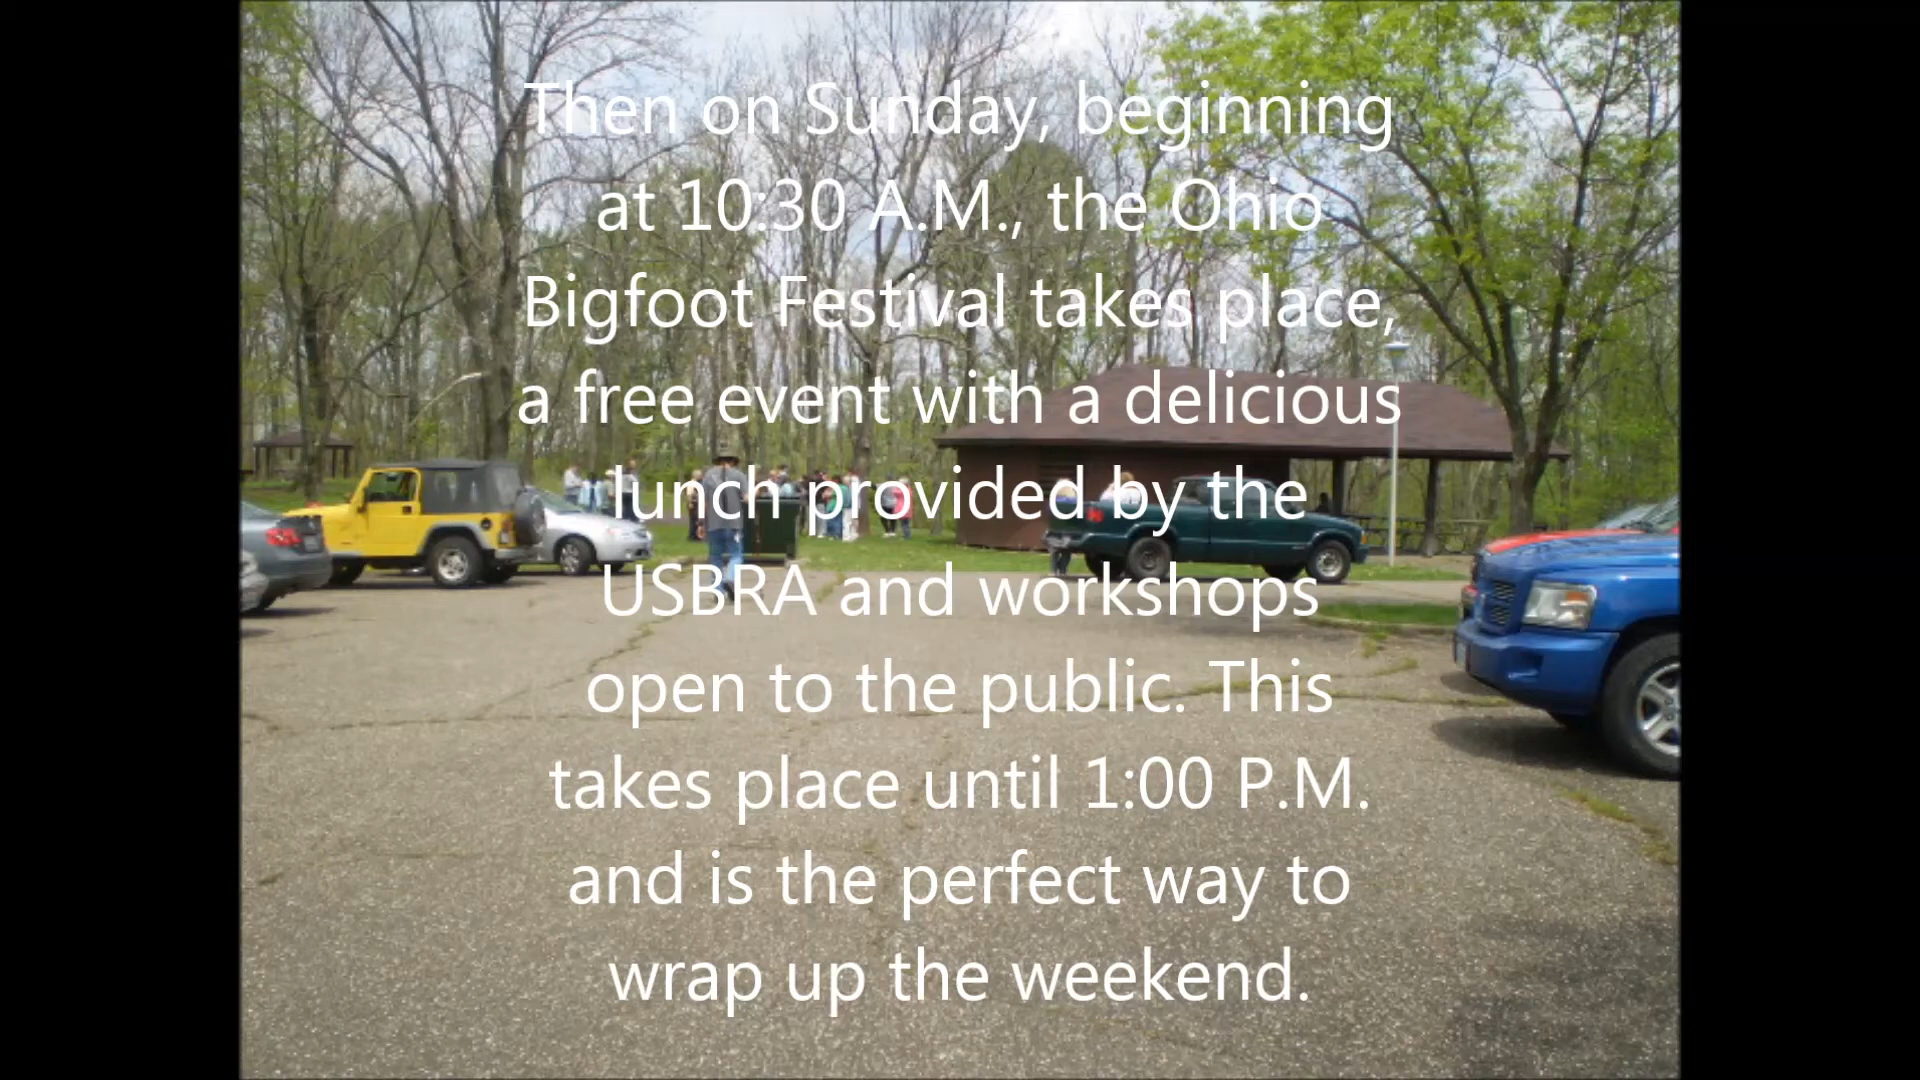 Then on Sunday, beginning
at 10:30 A.M., the Ohio
Bigfoot Festival takes place,
a free event with a delicious
lunch provided by the
USBRA and workshops
open to the public. This
takes place until 1:00 P.M.
and is the perfect way to
wrap up the weekend.